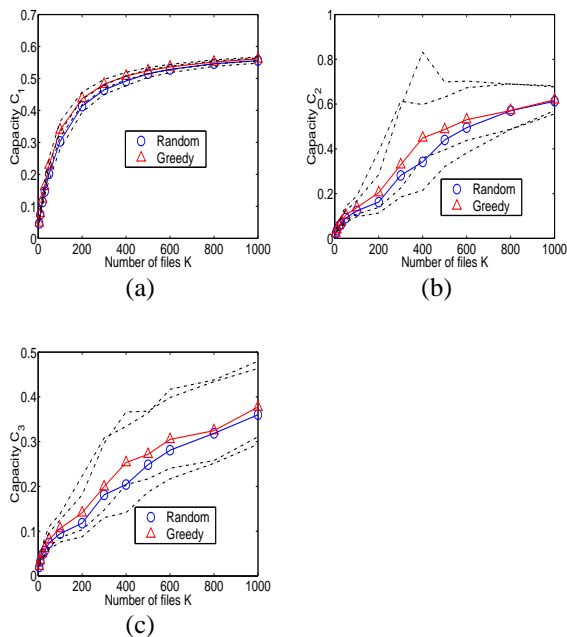 0.7
0.6
0.5
0.4
0.3
0.2
0.1
0
0 200 400 600 800 1000
Capacity C1
Number of files K
Random
Greedy
(a)
1
0.8
0.6
0.4
0.2
0
0 200 400 600 800 1000
Capacity C2
Number of files K
Random
Greedy
(b)
0.5
0.4
0.3
0.2
0.1
0
0 200 400 600 800 1000
Capacity C3
Number of files K
Random
Greedy
(c)